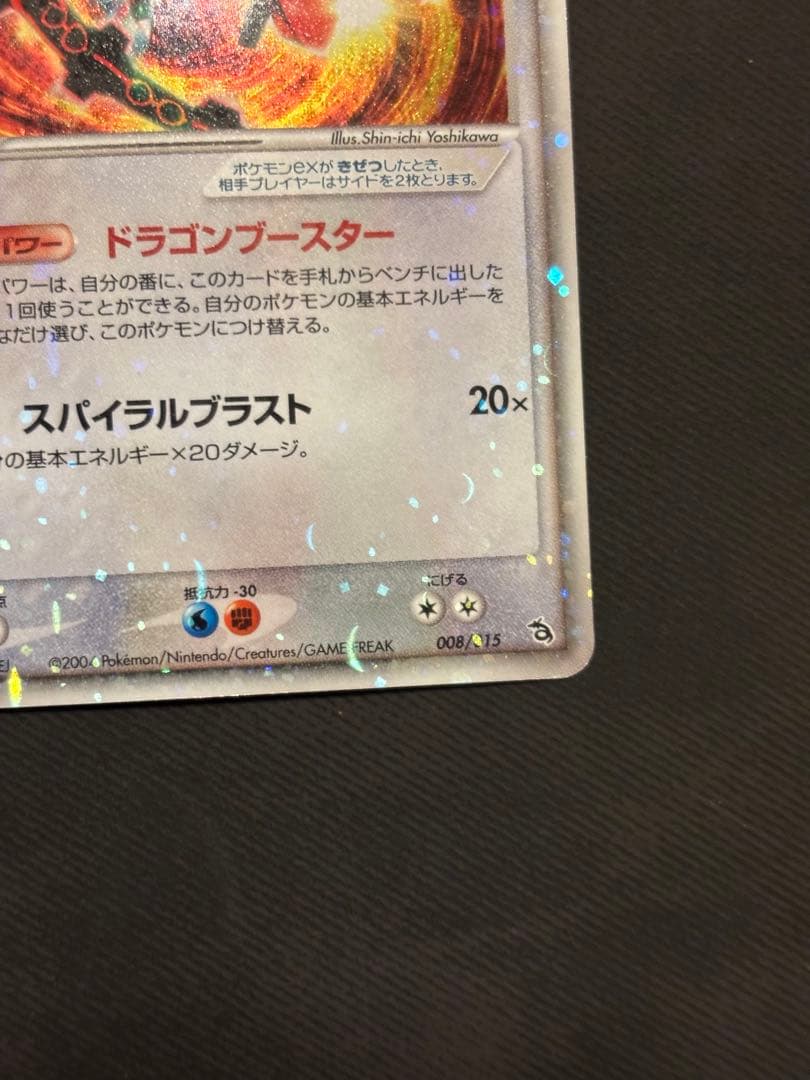 Illus.Shin-ichi Yoshikawa
ポケモンexが きぜつしたとき、
相手プレイヤーはサイドを2枚とります。
パワー ドラゴンブースター
パワーは、自分の番に、このカードを手札からベンチに出した
1回使うことができる。自分のポケモンの基本エネルギーを
なだけ選び、このポケモンにつけ替える。
スパイラルブラスト 20×
の基本エネルギー×20ダメージ。
点 抵抗力 -30 にげる
©2004 Pokémon/Nintendo/Creatures/GAME FREAK 008/015